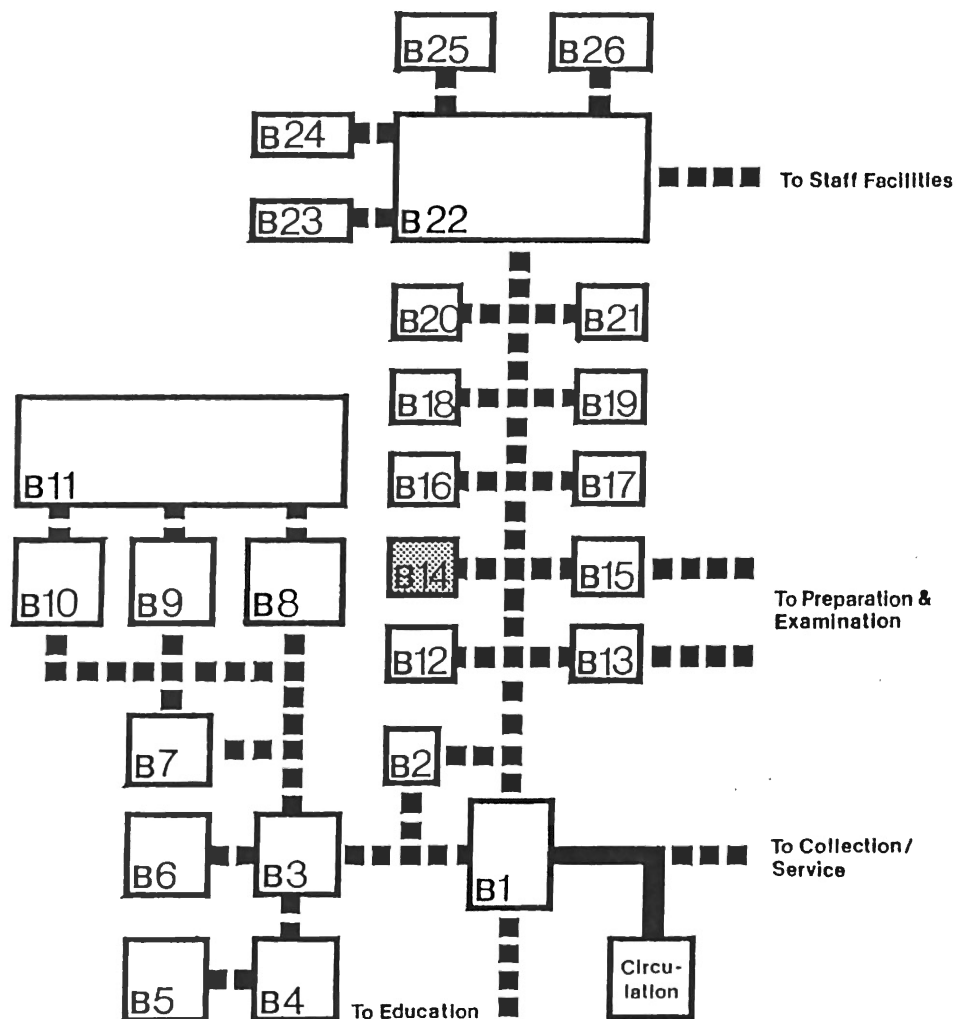 B25
B26
B24
To Staff Facilities
B23
B22
B20
B21
B18
B19
B11
B16
B17
B14
B15
B10
B9
B8
To Preparation &
Examination
B12
B13
B7
B2
B6
B3
B1
To Collection/
Service
B5
B4
To Education
Circu-
lation